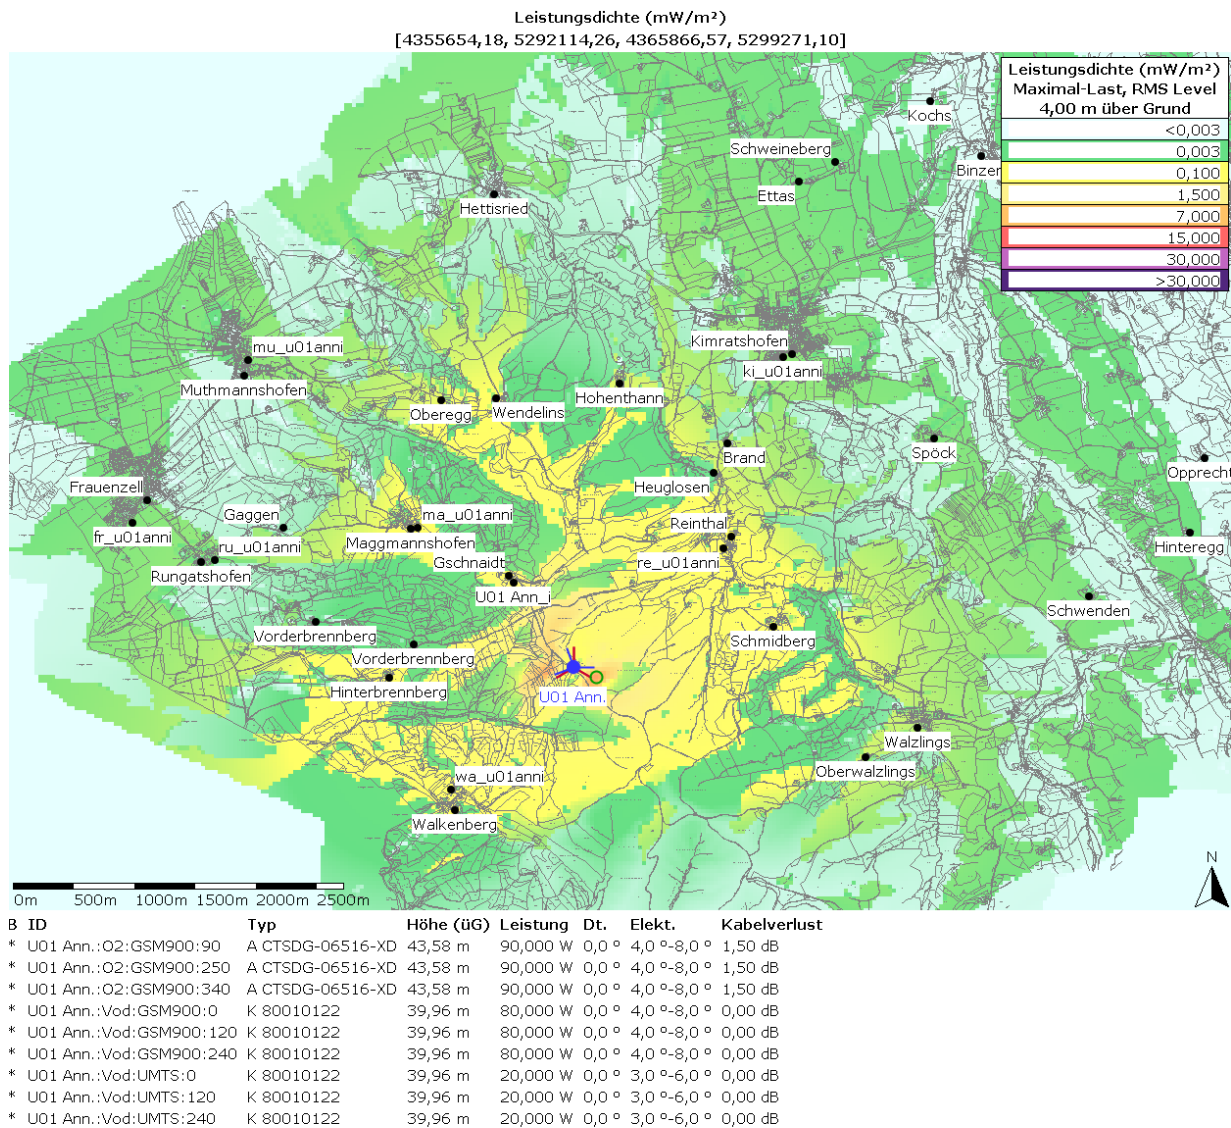 Leistungsdichte (mW/m²)
[4355654,18, 5292114,26, 4365866,57, 5299271,10]
Leistungsdichte (mW/m²)
Maximal-Last, RMS Level
4,00 m über Grund
<0,003
0,003
0,100
1,500
7,000
15,000
30,000
>30,000
Kochs
Schweineberg
Binzer
Ettas
Hettisried
Kimratshofen
mu_u01anni
ki_u01anni
Muthmannshofen
Hohenthann
Oberegg
Wendelins
Brand
Spöck
Opprecht
Frauenzell
Heuglosen
Gaggen
ma_u01anni
Reinthal
fr_u01anni
Maggmannshofen
Hinteregg
ru_u01anni
Gschnaidt
re_u01anni
Rungatshofen
U01 Ann_i
Schwenden
Vorderbrennberg
Schmidberg
Vorderbrennberg
Hinterbrennberg
U01 Ann.
Walzlings
Oberwalzlings
wa_u01anni
Walkenberg
N
0m 500m 1000m 1500m 2000m 2500m
B ID Typ Höhe (üG) Leistung Dt. Elekt. Kabelverlust
* U01 Ann.:O2:GSM900:90 A CTSDG-06516-XD 43,58 m 90,000 W 0,0 º 4,0 º-8,0 º 1,50 dB
* U01 Ann.:O2:GSM900:250 A CTSDG-06516-XD 43,58 m 90,000 W 0,0 º 4,0 º-8,0 º 1,50 dB
* U01 Ann.:O2:GSM900:340 A CTSDG-06516-XD 43,58 m 90,000 W 0,0 º 4,0 º-8,0 º 1,50 dB
* U01 Ann.:Vod:GSM900:0 K 80010122 39,96 m 80,000 W 0,0 º 4,0 º-8,0 º 0,00 dB
* U01 Ann.:Vod:GSM900:120 K 80010122 39,96 m 80,000 W 0,0 º 4,0 º-8,0 º 0,00 dB
* U01 Ann.:Vod:GSM900:240 K 80010122 39,96 m 80,000 W 0,0 º 4,0 º-8,0 º 0,00 dB
* U01 Ann.:Vod:UMTS:0 K 80010122 39,96 m 20,000 W 0,0 º 3,0 º-6,0 º 0,00 dB
* U01 Ann.:Vod:UMTS:120 K 80010122 39,96 m 20,000 W 0,0 º 3,0 º-6,0 º 0,00 dB
* U01 Ann.:Vod:UMTS:240 K 80010122 39,96 m 20,000 W 0,0 º 3,0 º-6,0 º 0,00 dB